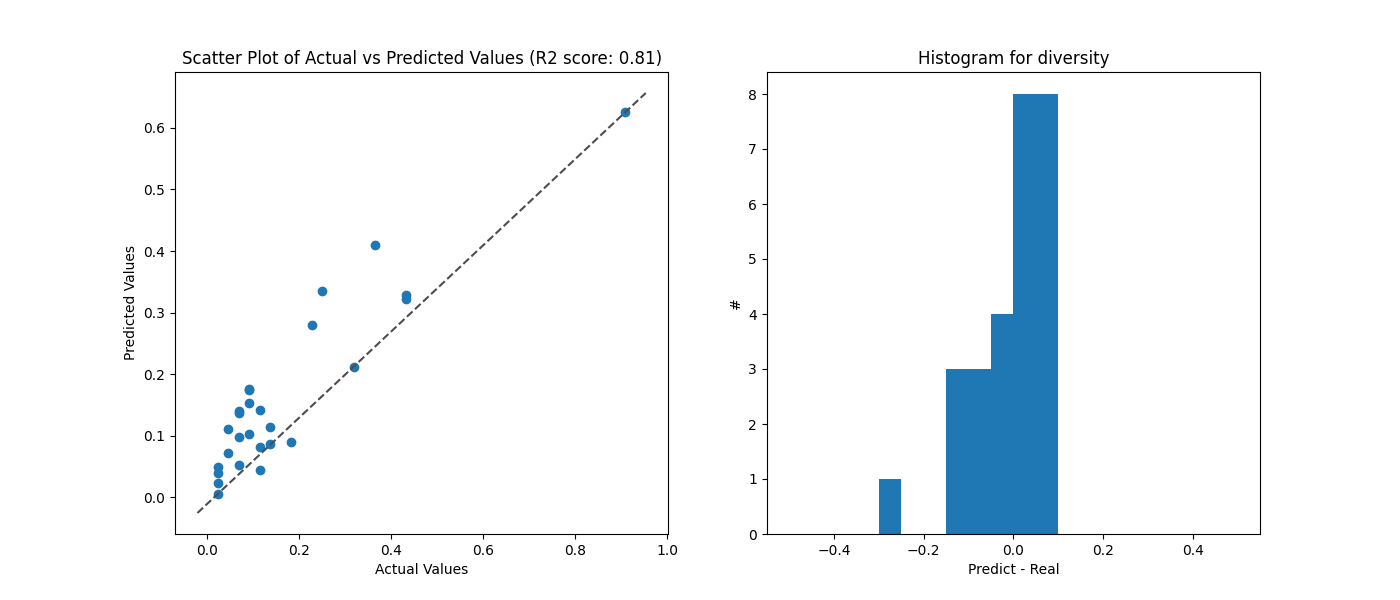 Scatter Plot of Actual vs Predicted Values (R2 score: 0.81)
Predicted Values
0.6
0.5
0.4
0.3
0.2
0.1
0.0
0.0 0.2 0.4 0.6 0.8 1.0
Actual Values
Histogram for diversity
#
8
7
6
5
4
3
2
1
0
−0.4 −0.2 0.0 0.2 0.4
Predict - Real